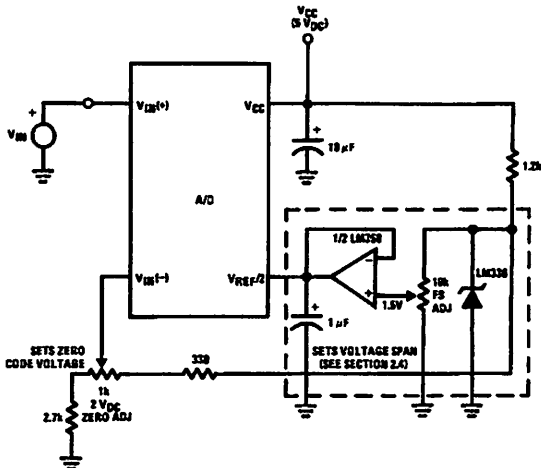 VCC
(5 VDC)
VIN(+)
VCC
+
VIN
+
10 µF
1.2k
A/D
1/2 LM358
VIN(−)
VREF/2
−
+
1.5V
10k
FS
ADJ
LM336
+
1 µF
SETS ZERO
CODE VOLTAGE
330
SETS VOLTAGE SPAN
(SEE SECTION 2.4)
1k
2 VDC
ZERO ADJ
2.7k